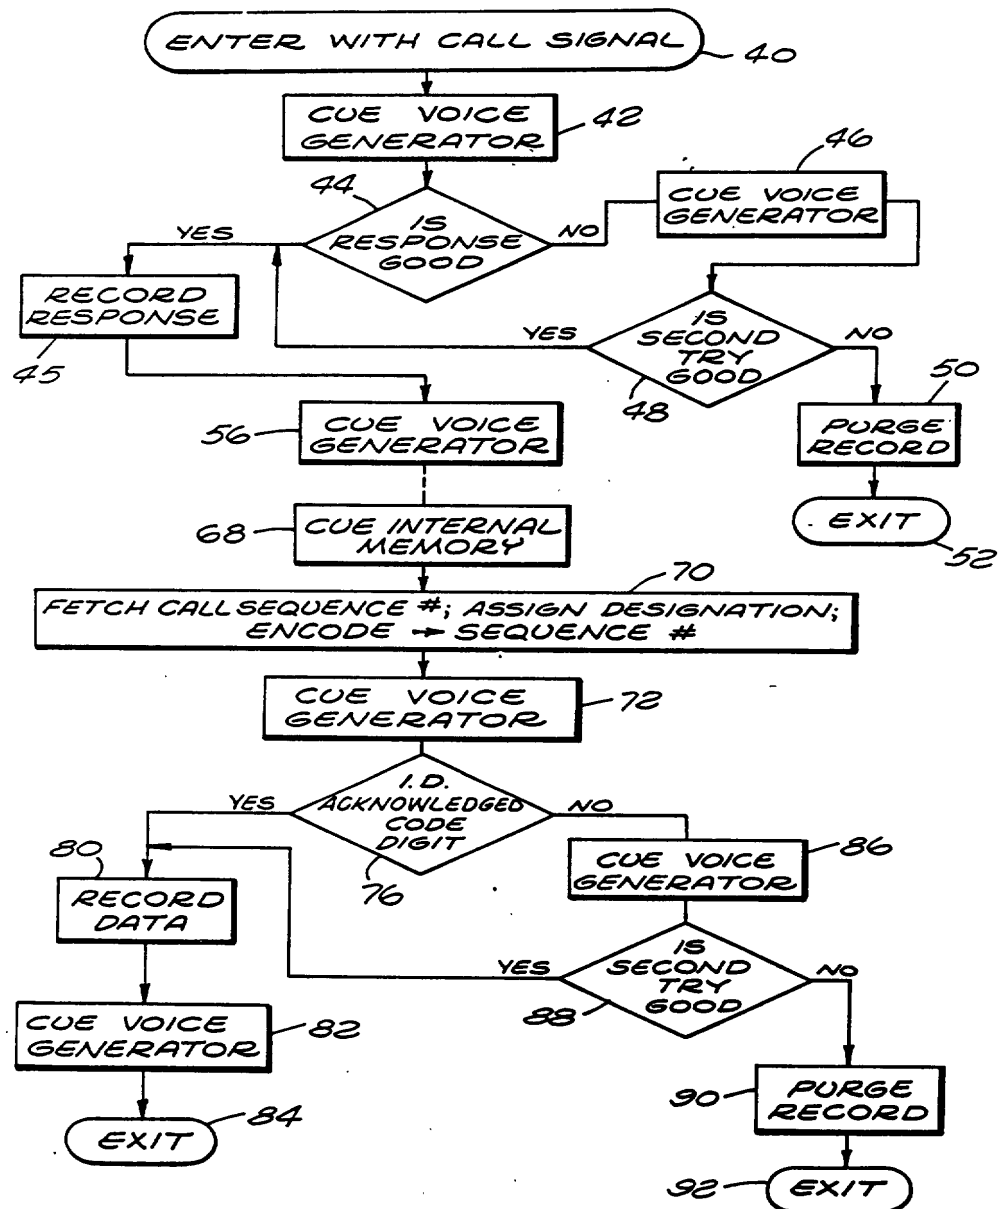 ENTER WITH CALL SIGNAL
40
CUE VOICE
GENERATOR
42
44
IS
RESPONSE
GOOD
YES
NO
46
CUE VOICE
GENERATOR
RECORD
RESPONSE
45
IS
SECOND
TRY
GOOD
YES
NO
48
50
PURGE
RECORD
EXIT
52
56
CUE VOICE
GENERATOR
68
CUE INTERNAL
MEMORY
70
FETCH CALL SEQUENCE #; ASSIGN DESIGNATION;
ENCODE → SEQUENCE #
CUE VOICE
GENERATOR
72
I.D.
ACKNOWLEDGED
CODE
DIGIT
YES
NO
76
80
RECORD
DATA
CUE VOICE
GENERATOR
86
IS
SECOND
TRY
GOOD
YES
NO
88
CUE VOICE
GENERATOR
82
EXIT
84
90
PURGE
RECORD
92
EXIT